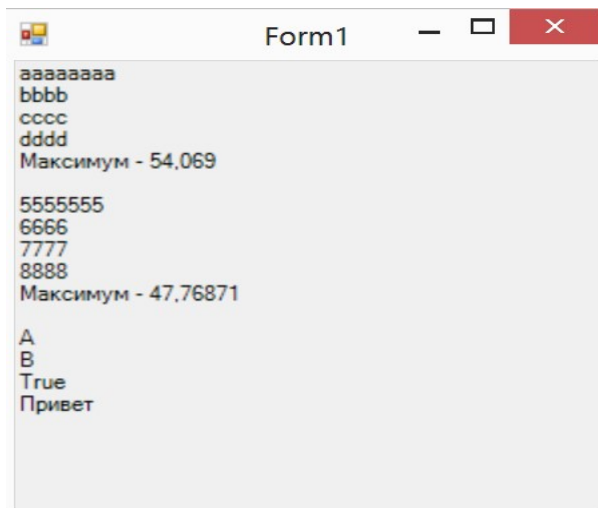 Form1
aaaaaaaa
bbbb
cccc
dddd
Максимум - 54,069
5555555
6666
7777
8888
Максимум - 47,76871
A
B
True
Привет